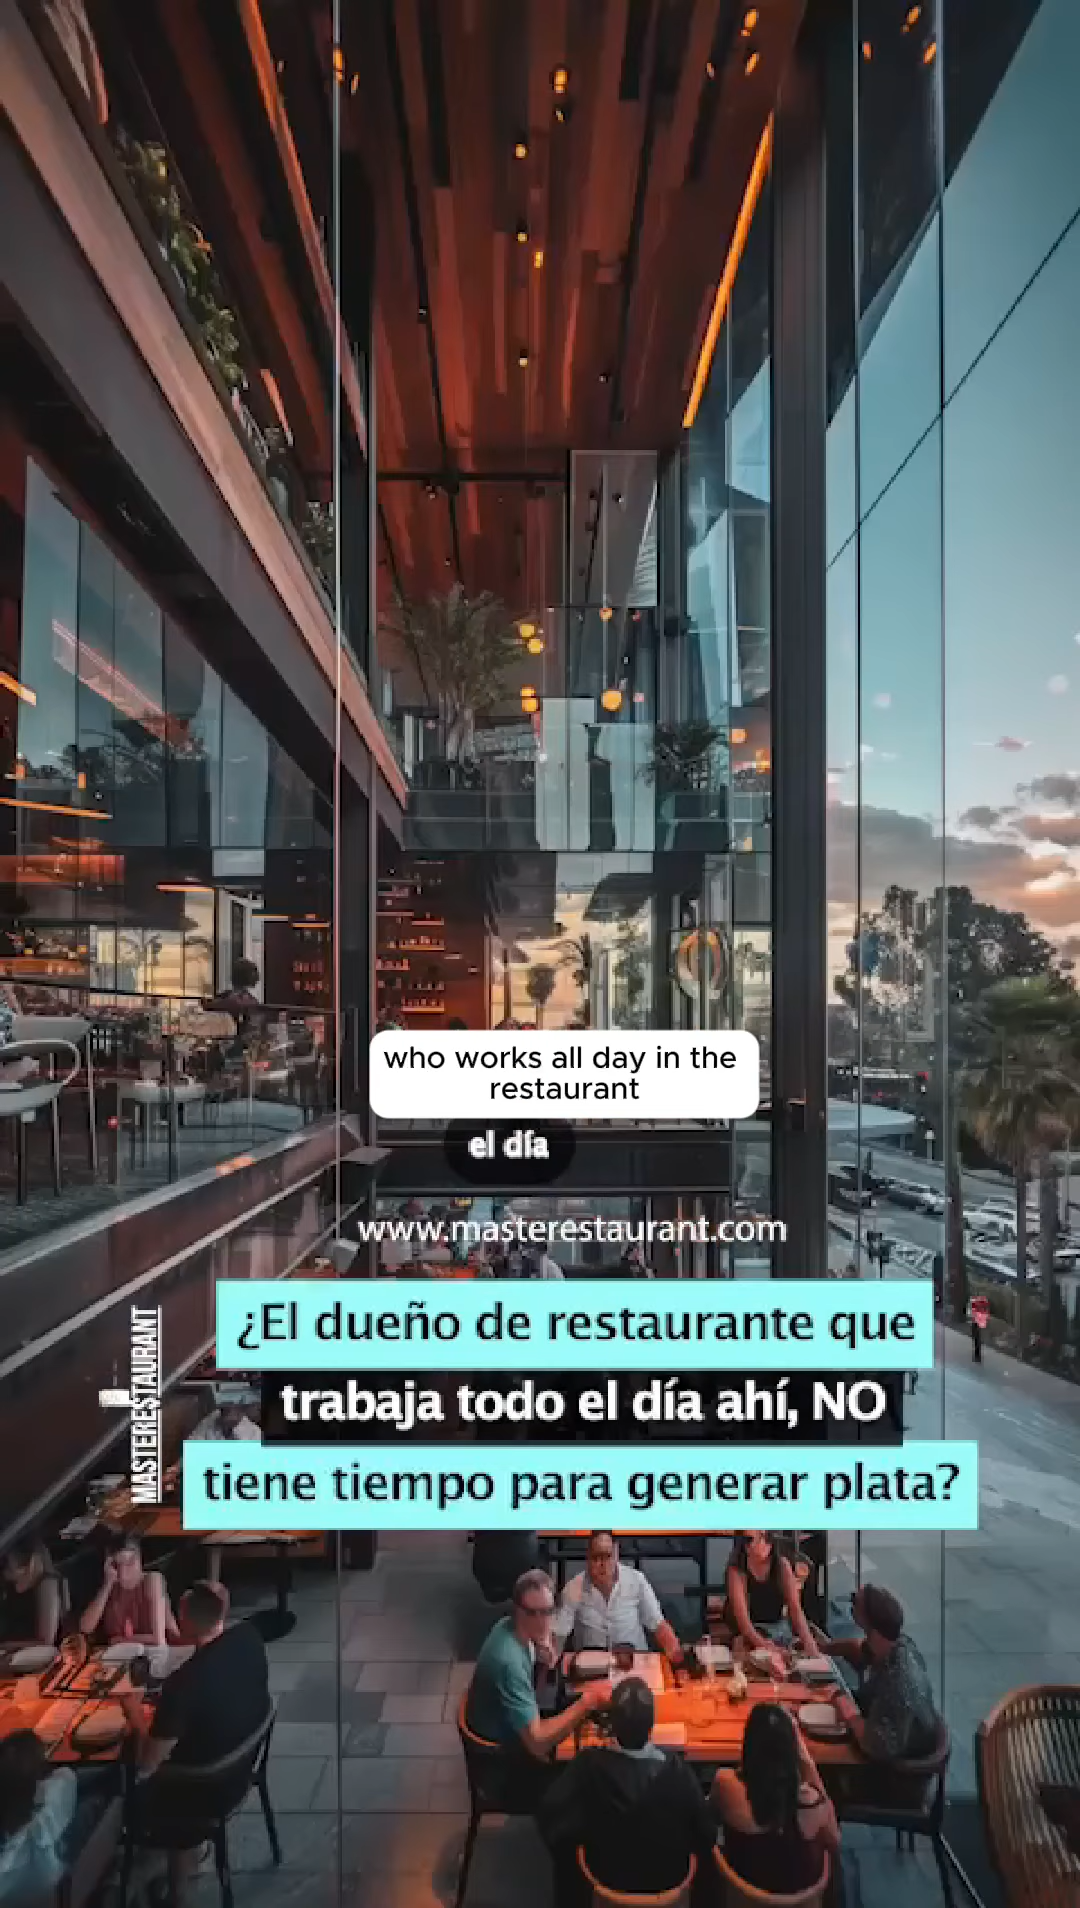 who works all day in the
restaurant
el día
www.masterestaurant.com
¿El dueño de restaurante que
trabaja todo el día ahí, NO
tiene tiempo para generar plata?
MASTERESTAURANT